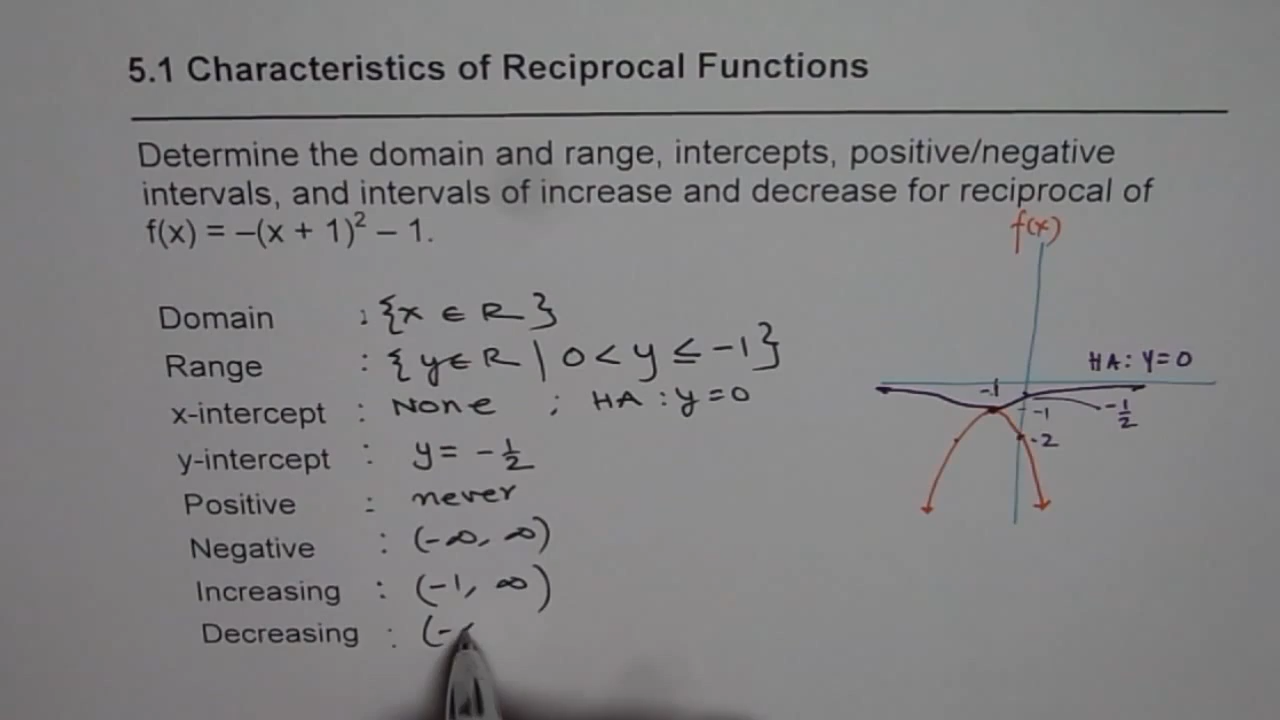 5.1 Characteristics of Reciprocal Functions
Determine the domain and range, intercepts, positive/negative
intervals, and intervals of increase and decrease for reciprocal of
f(x) = –(x + 1)² – 1.
f(x)
Domain : {x ∈ R}
Range : {y∈R | 0 < y ≤ -1}
HA: y=0
x-intercept : None ; HA : y=0
-1
-1
-1/2
-2
y-intercept : y = -1/2
Positive : never
Negative : (-∞, ∞)
Increasing : (-1, ∞)
Decreasing : (-